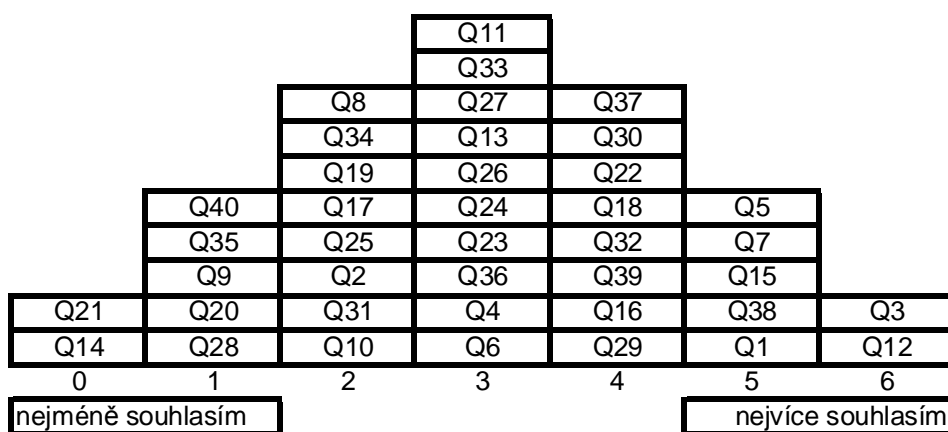 Q11
Q33
Q8 Q27 Q37
Q34 Q13 Q30
Q19 Q26 Q22
Q40 Q17 Q24 Q18 Q5
Q35 Q25 Q23 Q32 Q7
Q9 Q2 Q36 Q39 Q15
Q21 Q20 Q31 Q4 Q16 Q38 Q3
Q14 Q28 Q10 Q6 Q29 Q1 Q12
0 1 2 3 4 5 6
nejméně souhlasím nejvíce souhlasím